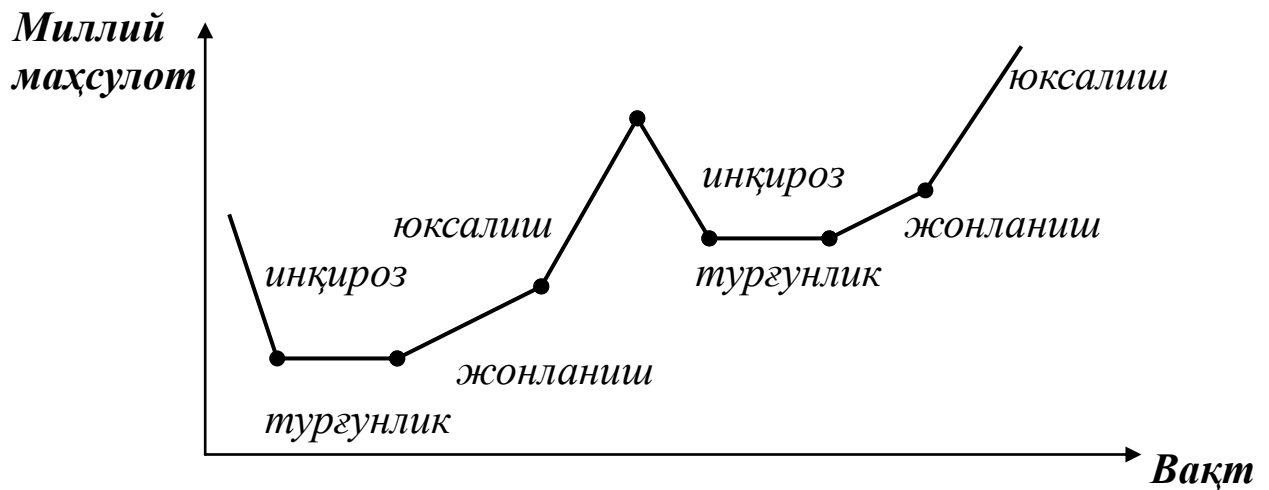 Миллий
маҳсулот
юксалиш
инқироз
юксалиш
жонланиш
инқироз
турғунлик
жонланиш
турғунлик
Вақт